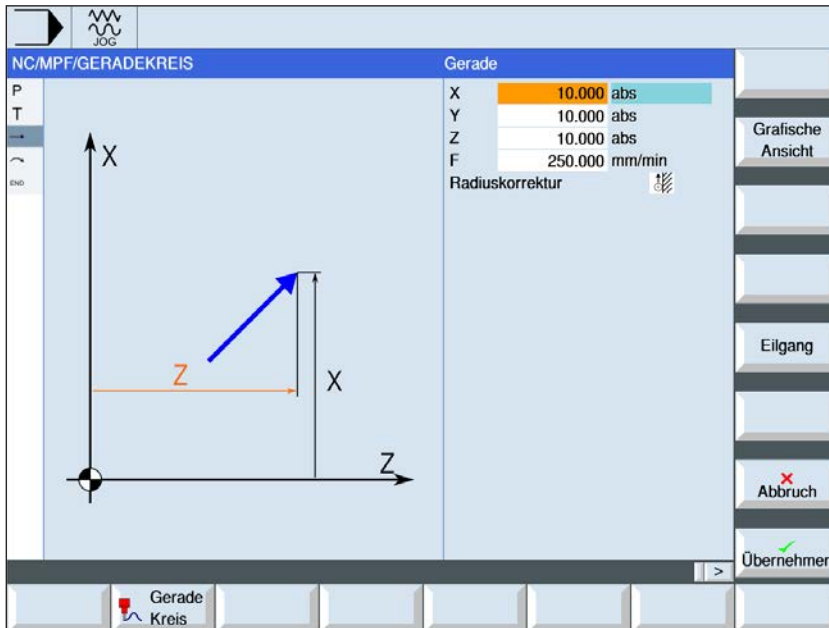 JOG
NC/MPF/GERADEKREIS
Gerade
P
T
END
X 10.000 abs
Y 10.000 abs
Z 10.000 abs
F 250.000 mm/min
Radiuskorrektur
X
Z
X
Z
Grafische
Ansicht
Eilgang
Abbruch
Übernehmen
>
Gerade
Kreis